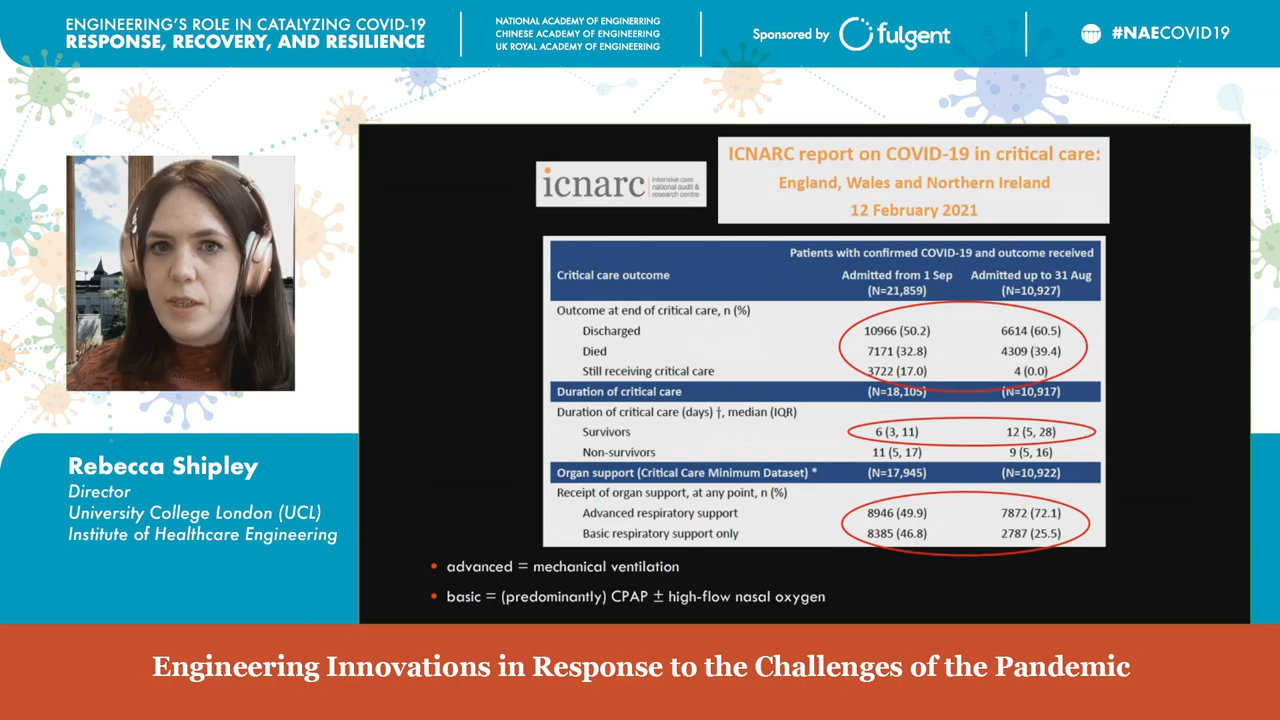 ENGINEERING'S ROLE IN CATALYZING COVID-19
RESPONSE, RECOVERY, AND RESILIENCE
NATIONAL ACADEMY OF ENGINERRING
CHINESE ACADEMY OF ENGINEERING
UK ROYAL ACADEMY OF ENGINEERING
Sponsored by fulgent
#NAECOVID19
icnarc
intensive care
national audit &
research centre
ICNARC report on COVID-19 in critical care:
England, Wales and Northern Ireland
12 February 2021
Patients with confirmed COVID-19 and outcome received
Critical care outcome Admitted from 1 Sep Admitted up to 31 Aug
(N=21,859) (N=10,927)
Outcome at end of critical care, n (%)
Discharged 10966 (50.2) 6614 (60.5)
Died 7171 (32.8) 4309 (39.4)
Still receiving critical care 3722 (17.0) 4 (0.0)
Duration of critical care (N=18,105) (N=10,917)
Duration of critical care (days) †, median (IQR)
Survivors 6 (3, 11) 12 (5, 28)
Non-survivors 11 (5, 17) 9 (5, 16)
Organ support (Critical Care Minimum Dataset) * (N=17,945) (N=10,922)
Receipt of organ support, at any point, n (%)
Advanced respiratory support 8946 (49.9) 7872 (72.1)
Basic respiratory support only 8385 (46.8) 2787 (25.5)
• advanced = mechanical ventilation
• basic = (predominantly) CPAP ± high-flow nasal oxygen
Rebecca Shipley
Director
University College London (UCL)
Institute of Healthcare Engineering
Engineering Innovations in Response to the Challenges of the Pandemic